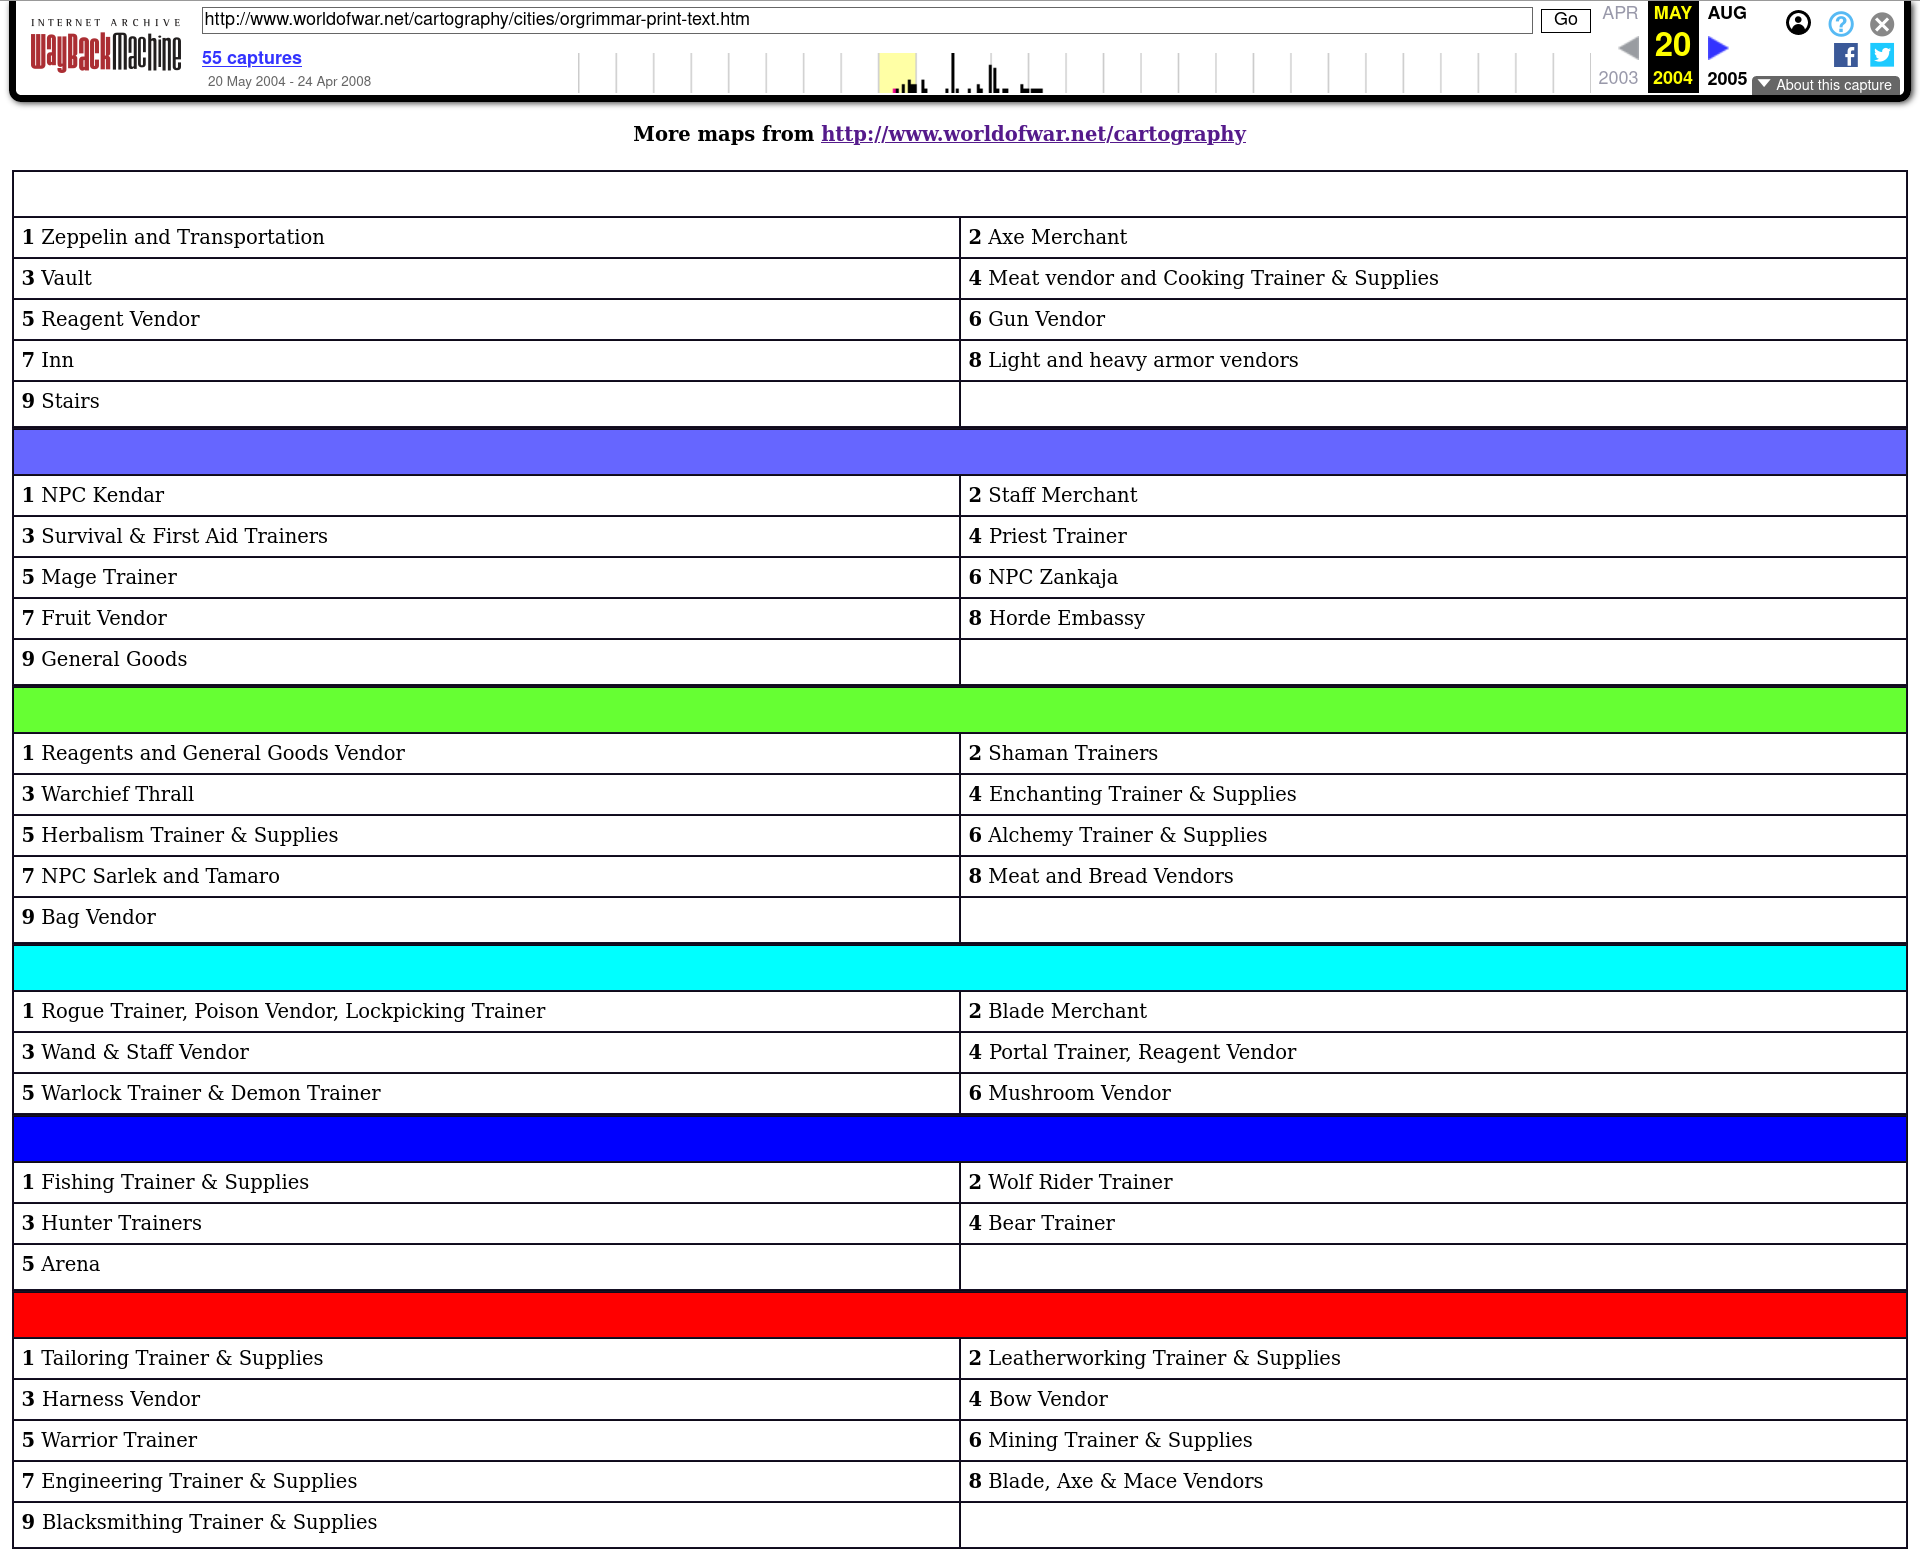 INTERNET ARCHIVE
WayBackMachine
http://www.worldofwar.net/cartography/cities/orgrimmar-print-text.htm
Go
55 captures
20 May 2004 - 24 Apr 2008
APR MAY AUG
20
2003 2004 2005
About this capture
More maps from http://www.worldofwar.net/cartography
1 Zeppelin and Transportation
2 Axe Merchant
3 Vault
4 Meat vendor and Cooking Trainer & Supplies
5 Reagent Vendor
6 Gun Vendor
7 Inn
8 Light and heavy armor vendors
9 Stairs
1 NPC Kendar
2 Staff Merchant
3 Survival & First Aid Trainers
4 Priest Trainer
5 Mage Trainer
6 NPC Zankaja
7 Fruit Vendor
8 Horde Embassy
9 General Goods
1 Reagents and General Goods Vendor
2 Shaman Trainers
3 Warchief Thrall
4 Enchanting Trainer & Supplies
5 Herbalism Trainer & Supplies
6 Alchemy Trainer & Supplies
7 NPC Sarlek and Tamaro
8 Meat and Bread Vendors
9 Bag Vendor
1 Rogue Trainer, Poison Vendor, Lockpicking Trainer
2 Blade Merchant
3 Wand & Staff Vendor
4 Portal Trainer, Reagent Vendor
5 Warlock Trainer & Demon Trainer
6 Mushroom Vendor
1 Fishing Trainer & Supplies
2 Wolf Rider Trainer
3 Hunter Trainers
4 Bear Trainer
5 Arena
1 Tailoring Trainer & Supplies
2 Leatherworking Trainer & Supplies
3 Harness Vendor
4 Bow Vendor
5 Warrior Trainer
6 Mining Trainer & Supplies
7 Engineering Trainer & Supplies
8 Blade, Axe & Mace Vendors
9 Blacksmithing Trainer & Supplies